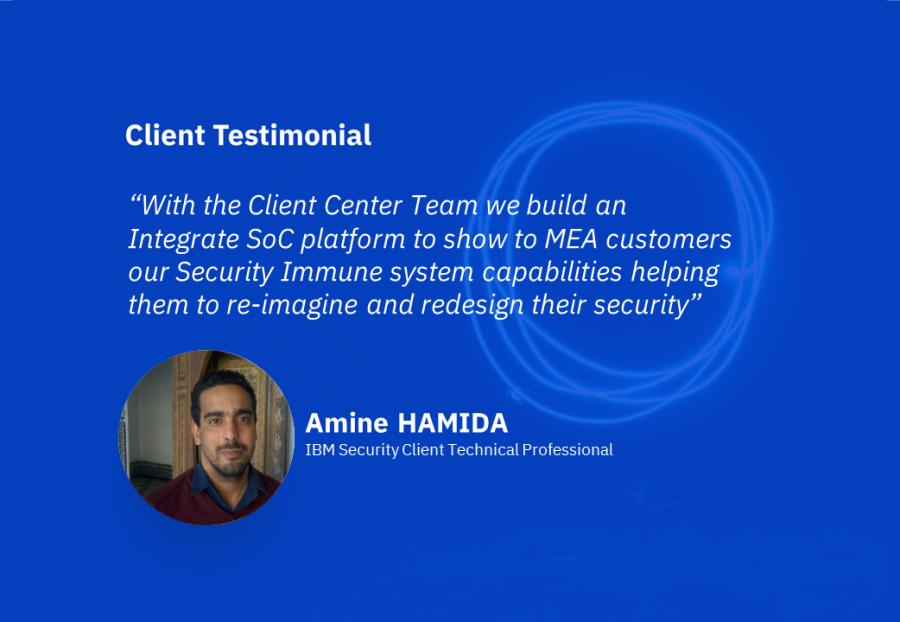 Client Testimonial
“With the Client Center Team we build an
Integrate SoC platform to show to MEA customers
our Security Immune system capabilities helping
them to re-imagine and redesign their security”
Amine HAMIDA
IBM Security Client Technical Professional